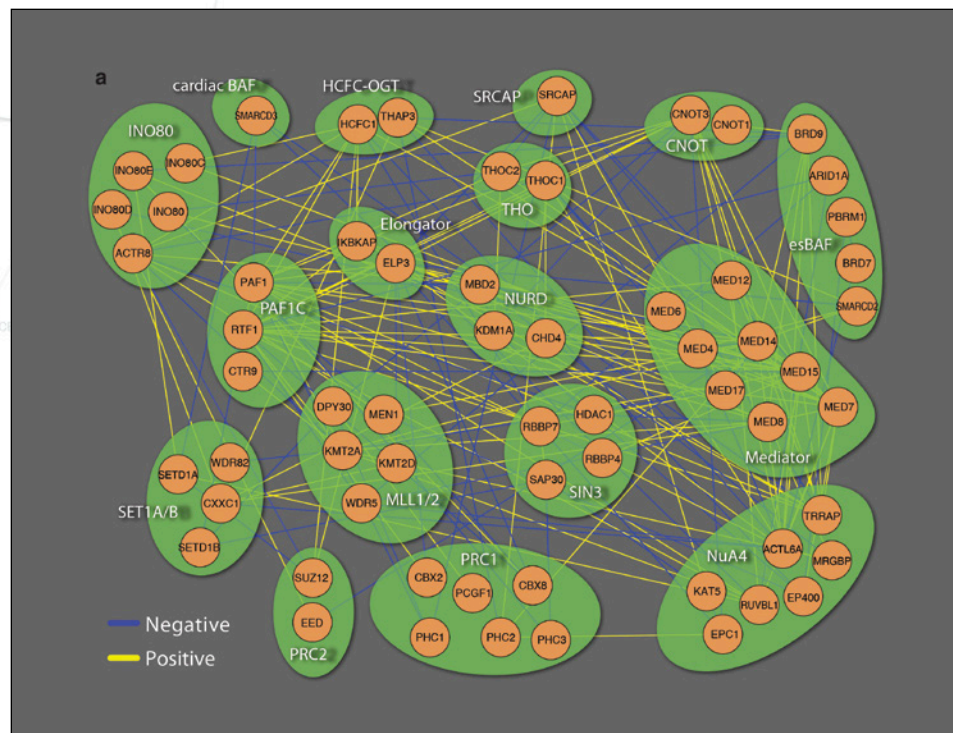 a
cardiac BAF
SMARCD3
HCFC-OGT
HCFC1
THAP3
SRCAP
SRCAP
CNOT3
CNOT1
CNOT
INO80
INO80E
INO80C
INO80D
INO80
ACTR8
BRD9
ARID1A
PBRM1
esBAF
BRD7
SMARCD2
THOC2
THOC1
THO
Elongator
IKBKAP
ELP3
PAF1
PAF1C
RTF1
CTR9
MBD2
NURD
KDM1A
CHD4
MED12
MED6
MED4
MED14
MED15
MED17
MED7
MED8
Mediator
DPY30
MEN1
KMT2A
KMT2D
WDR5
MLL1/2
RBBP7
HDAC1
RBBP4
SAP30
SIN3
SETD1A
WDR82
CXXC1
SET1A/B
SETD1B
TRRAP
NuA4
ACTL6A
MRGBP
KAT5
RUVBL1
EP400
EPC1
SUZ12
EED
PRC2
PRC1
CBX2
PCGF1
CBX8
PHC1
PHC2
PHC3
Negative
Positive